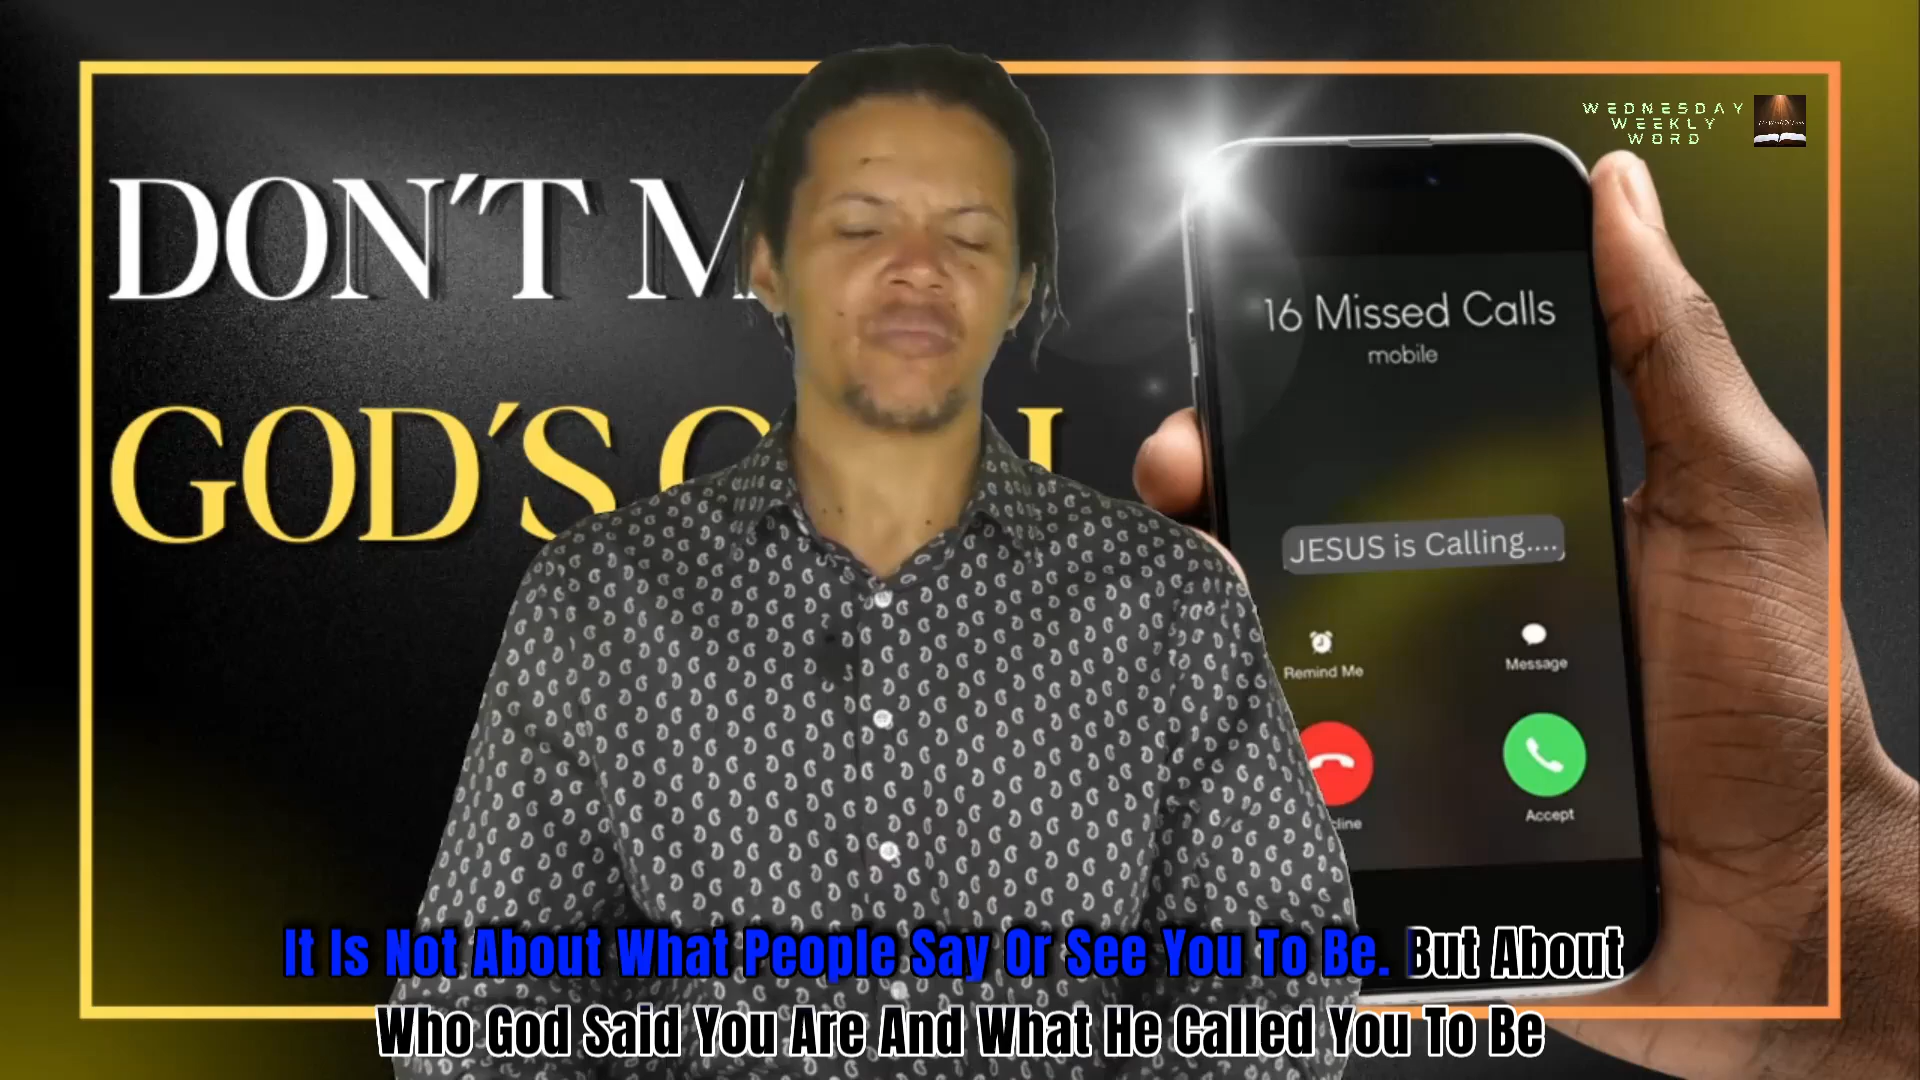 WEDNESDAY
WEEKLY
WORD
DON'T M
GOD'S
16 Missed Calls
mobile
JESUS is Calling....
Remind Me
Message
Accept
It Is Not About What People Say Or See You To Be. But About
Who God Said You Are And What He Called You To Be